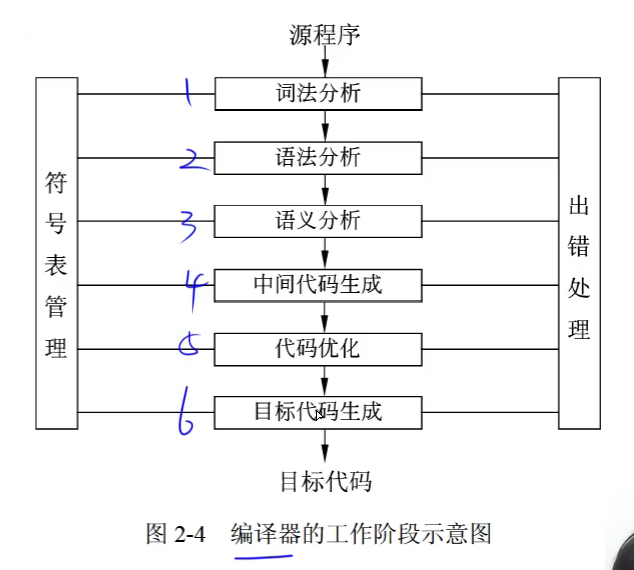 源程序
1 词法分析
2 语法分析
3 语义分析
4 中间代码生成
5 代码优化
6 目标代码生成
符号表管理
出错处理
目标代码
图 2-4 编译器的工作阶段示意图